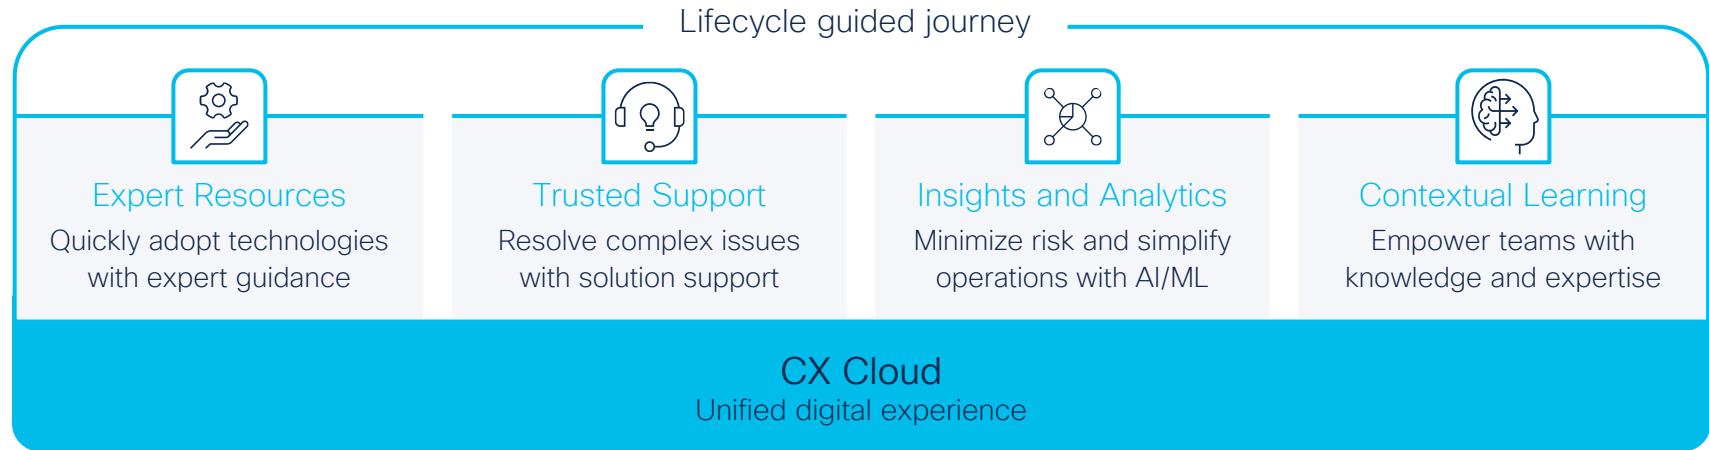 Lifecycle guided journey
Expert Resources
Quickly adopt technologies
with expert guidance
Trusted Support
Resolve complex issues
with solution support
Insights and Analytics
Minimize risk and simplify
operations with AI/ML
Contextual Learning
Empower teams with
knowledge and expertise
CX Cloud
Unified digital experience